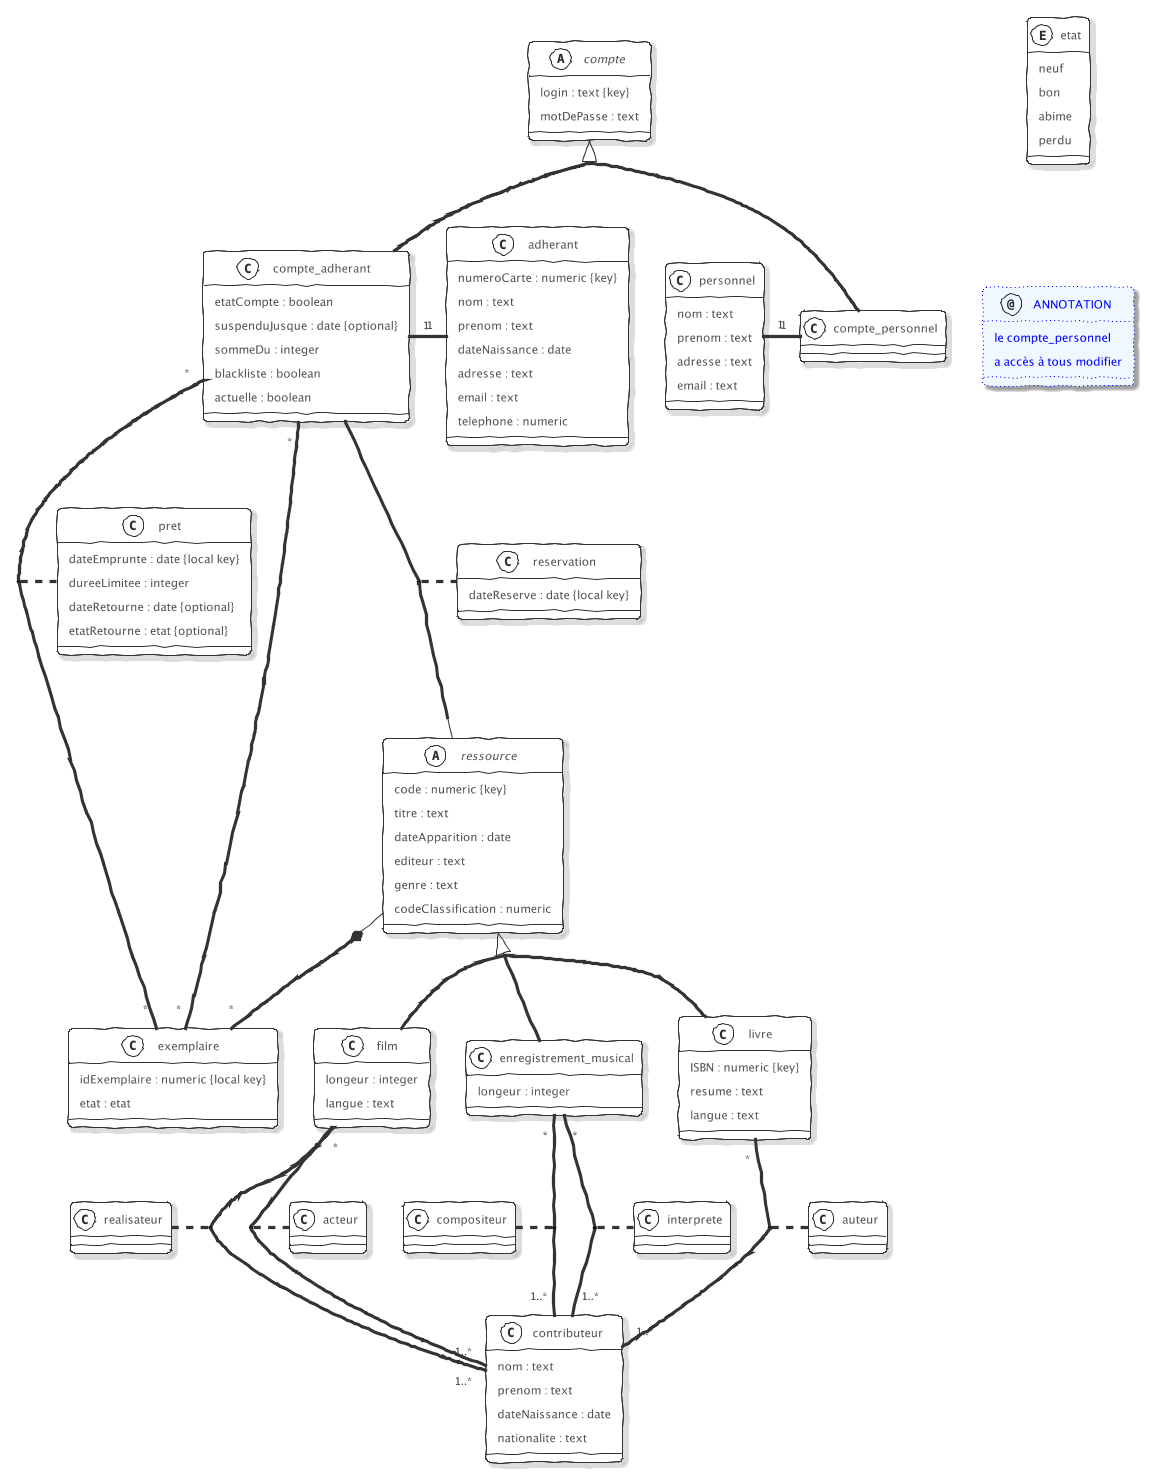 A compte
login : text {key}
motDePasse : text
E etat
neuf
bon
abime
perdu
C compte_adherant
etatCompte : boolean
suspenduJusque : date {optional}
sommeDu : integer
blackliste : boolean
actuelle : boolean
11
C adherant
numeroCarte : numeric {key}
nom : text
prenom : text
dateNaissance : date
adresse : text
email : text
telephone : numeric
C personnel
nom : text
prenom : text
adresse : text
email : text
11
C compte_personnel
@ ANNOTATION
le compte_personnel
a accès à tous modifier
*
*
C pret
dateEmprunte : date {local key}
dureeLimitee : integer
dateRetourne : date {optional}
etatRetourne : etat {optional}
C reservation
dateReserve : date {local key}
A ressource
code : numeric {key}
titre : text
dateApparition : date
editeur : text
genre : text
codeClassification : numeric
*
*
*
C exemplaire
idExemplaire : numeric {local key}
etat : etat
C film
longeur : integer
langue : text
C enregistrement_musical
longeur : integer
C livre
ISBN : numeric {key}
resume : text
langue : text
*
*
*
*
C realisateur
C acteur
C compositeur
C interprete
C auteur
1..*
1..*
1..*
1..*
C contributeur
nom : text
prenom : text
dateNaissance : date
nationalite : text